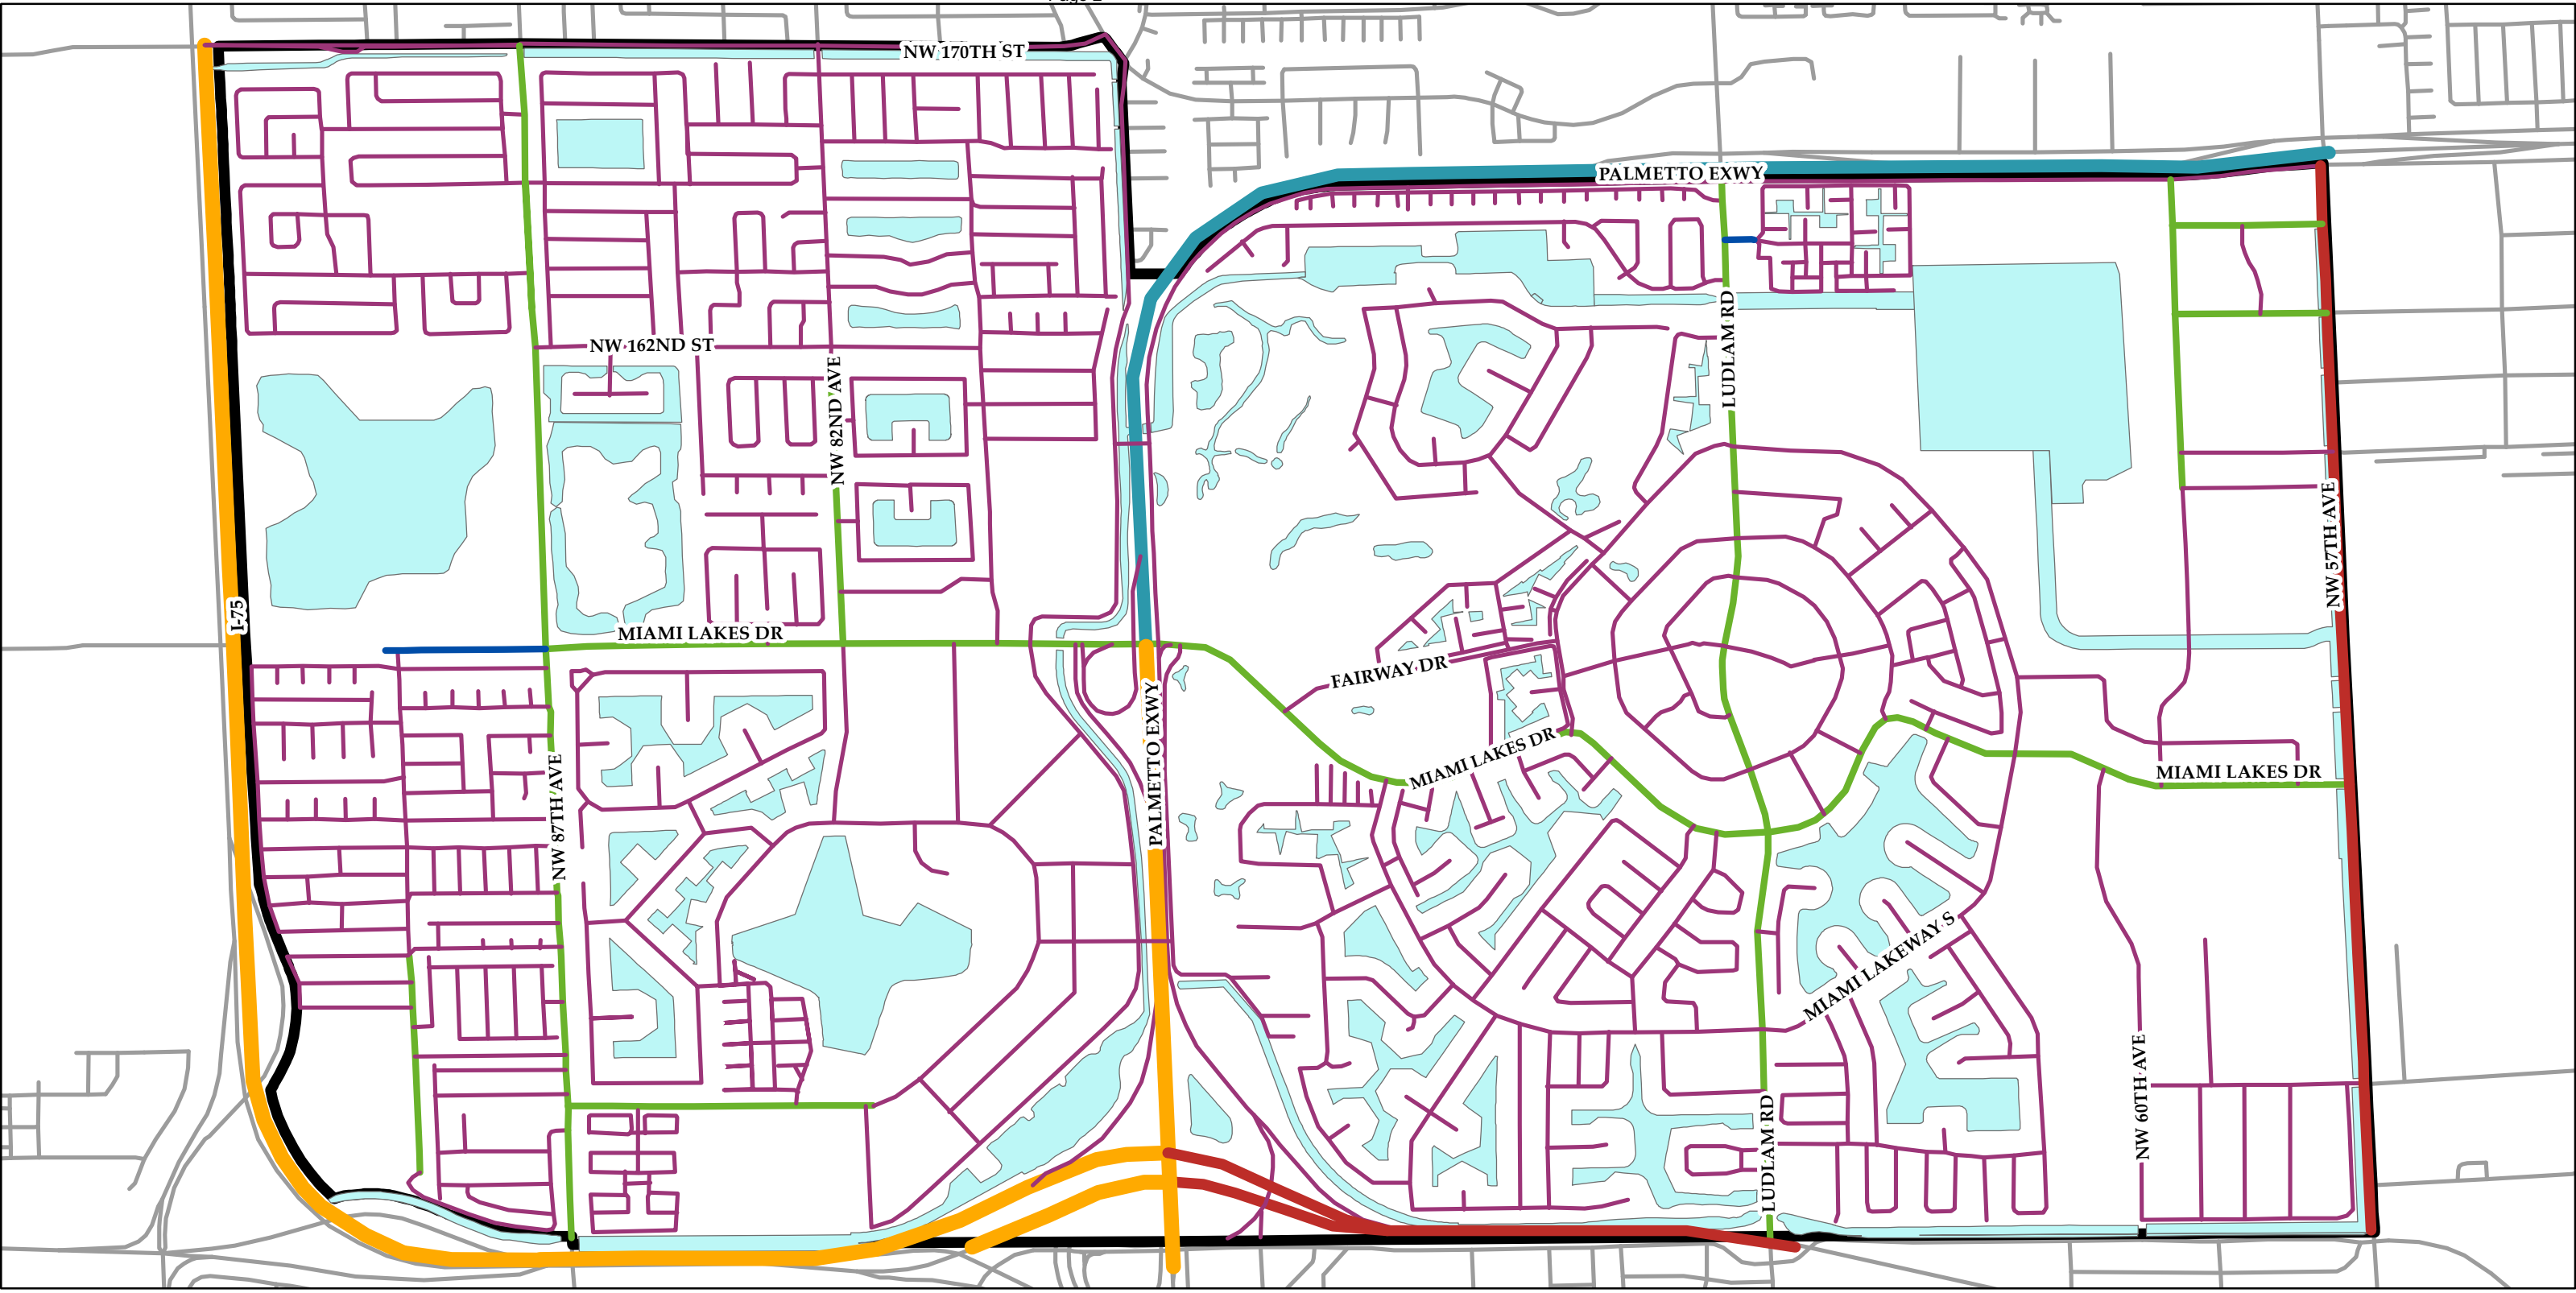 NW 170TH ST
PALMETTO EXWY
LUDLAM RD
NW 162ND ST
NW 82ND AVE
NW 57TH AVE
I-75
MIAMI LAKES DR
FAIRWAY DR
PALMETTO EXWY
MIAMI LAKES DR
MIAMI LAKES DR
NW 87TH AVE
MIAMI LAKEWAY S
NW 60TH AVE
LUDLAM RD